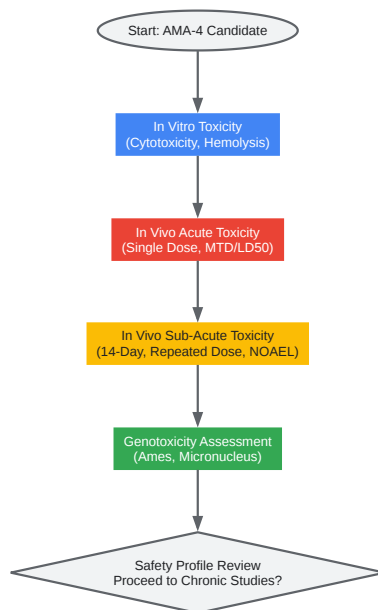 Start: AMA-4 Candidate
In Vitro Toxicity
(Cytotoxicity, Hemolysis)
In Vivo Acute Toxicity
(Single Dose, MTD/LD50)
In Vivo Sub-Acute Toxicity
(14-Day, Repeated Dose, NOAEL)
Genotoxicity Assessment
(Ames, Micronucleus)
Safety Profile Review
Proceed to Chronic Studies?